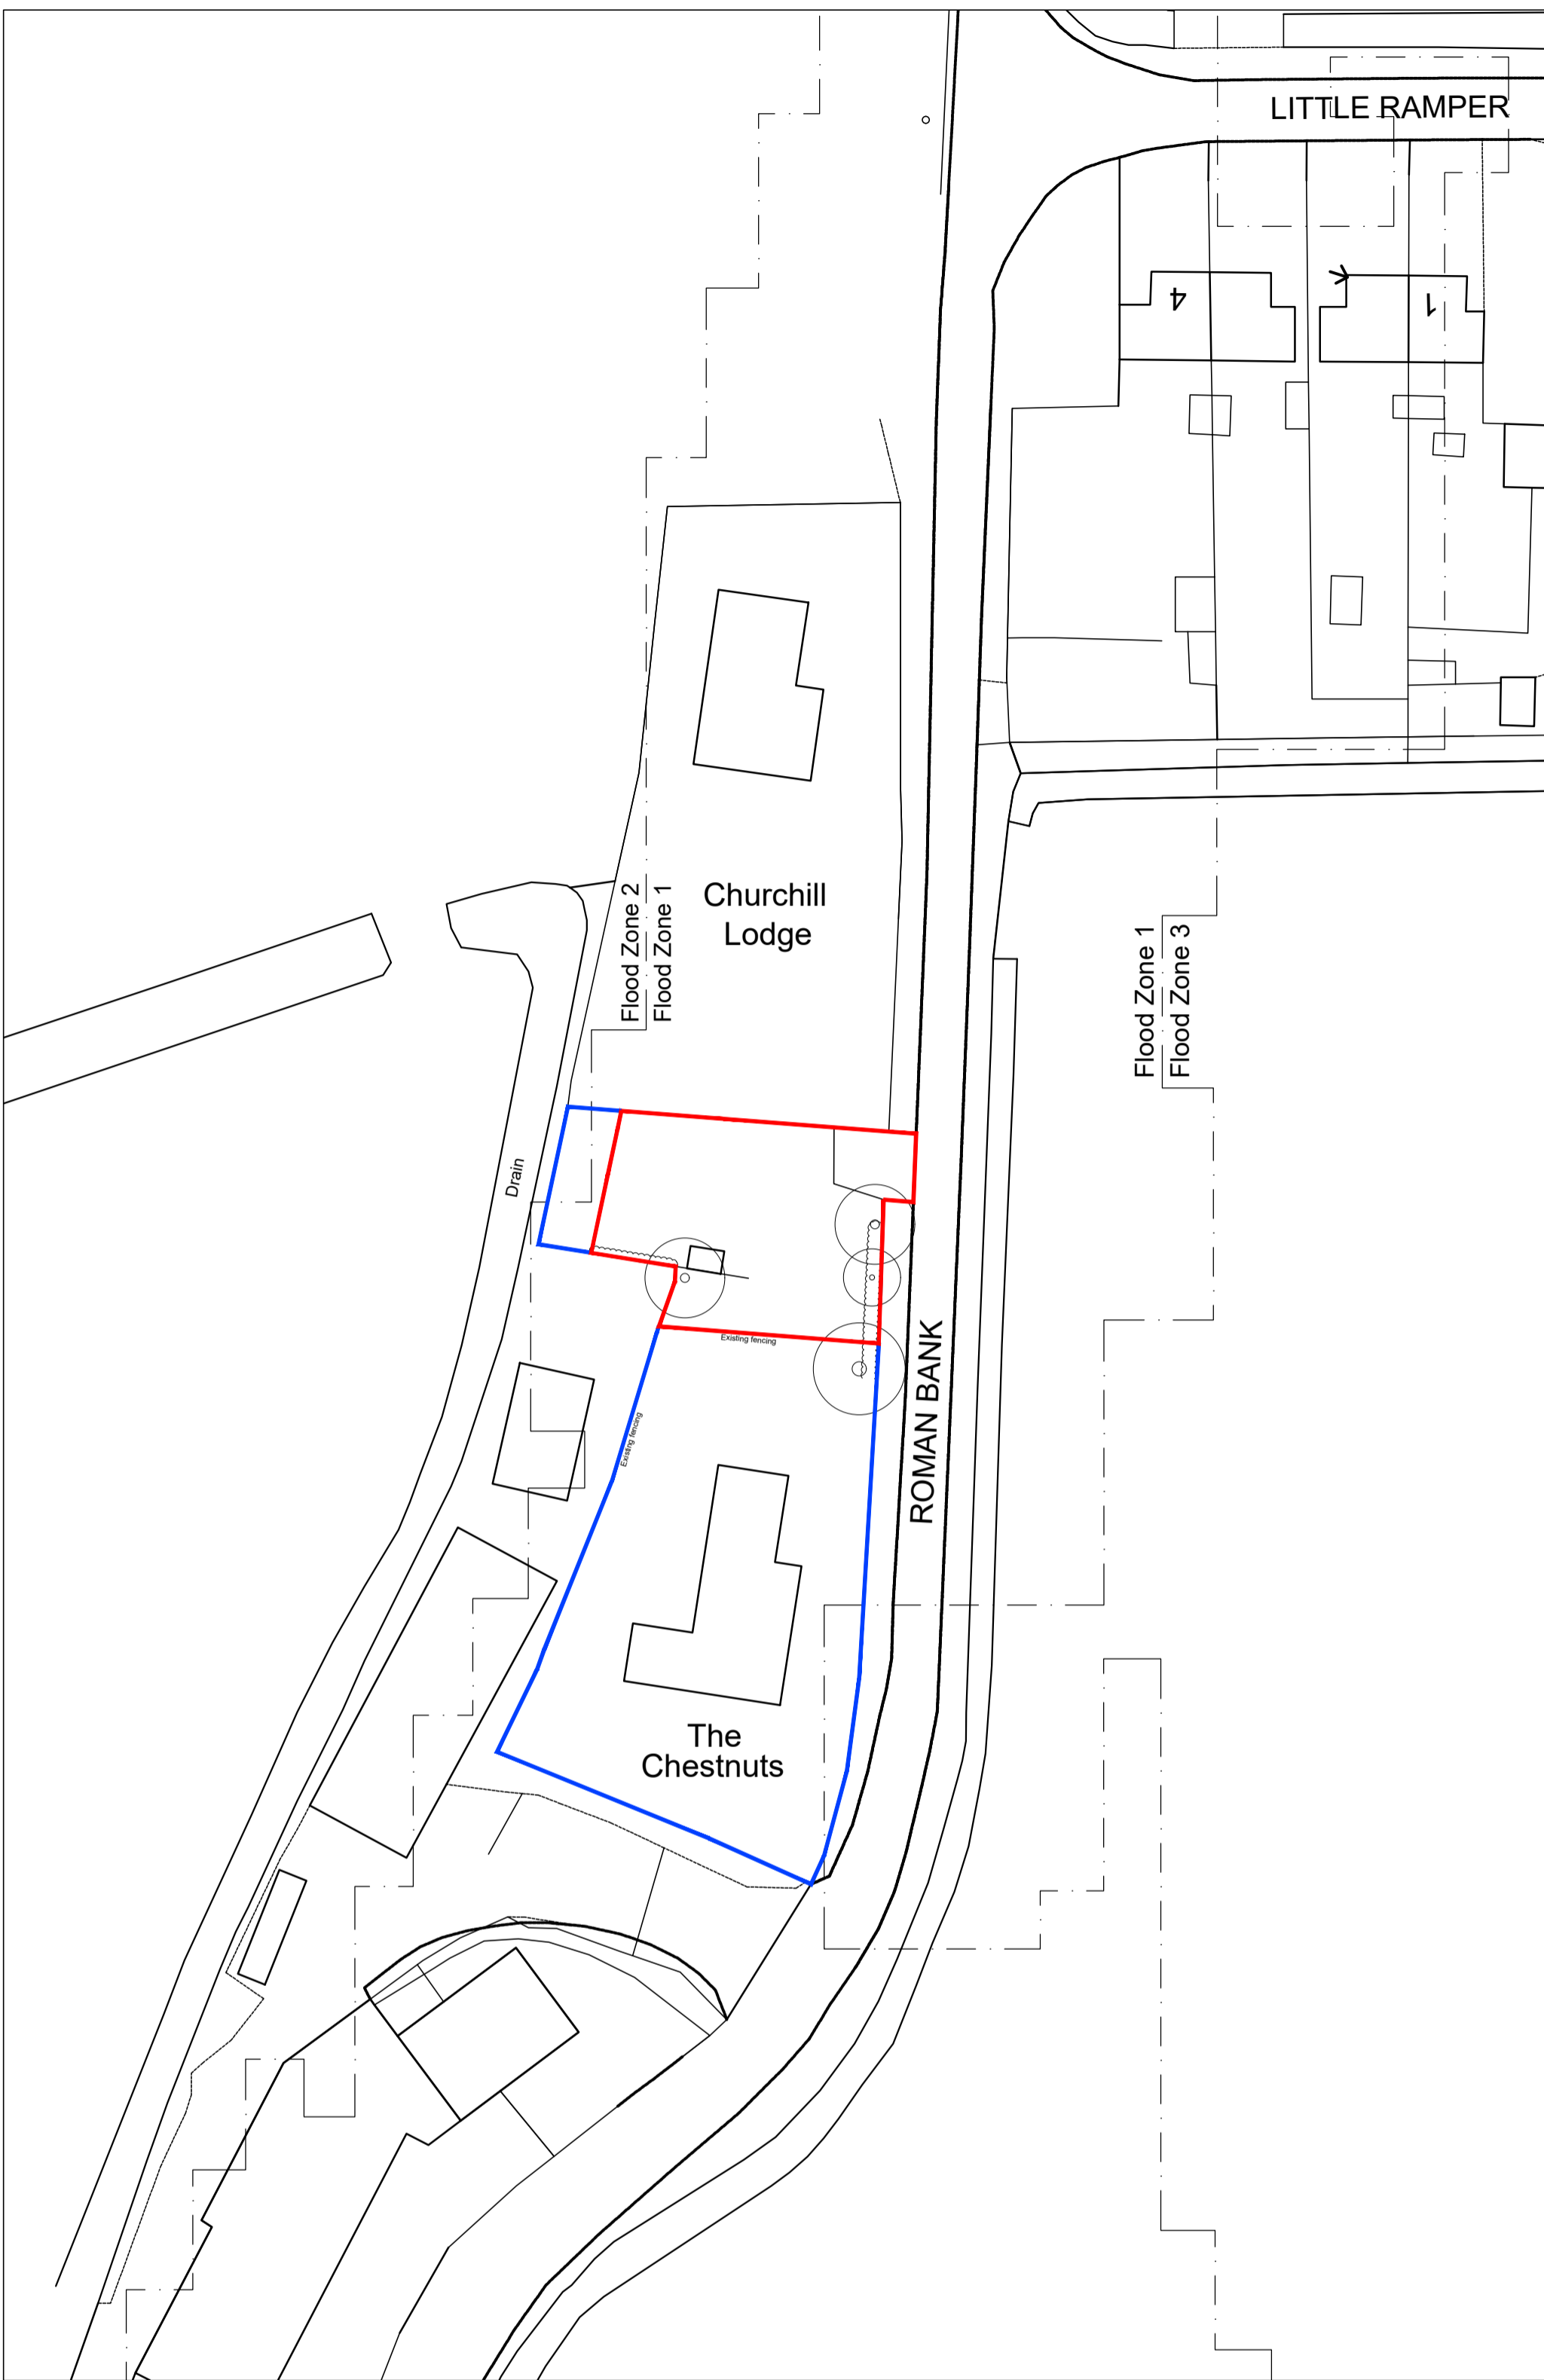 LITTLE RAMPER
4
1
Churchill
Lodge
Flood Zone 2
Flood Zone 1
Flood Zone 1
Flood Zone 3
Drain
Existing fencing
ROMAN BANK
Existing fencing
The
Chestnuts